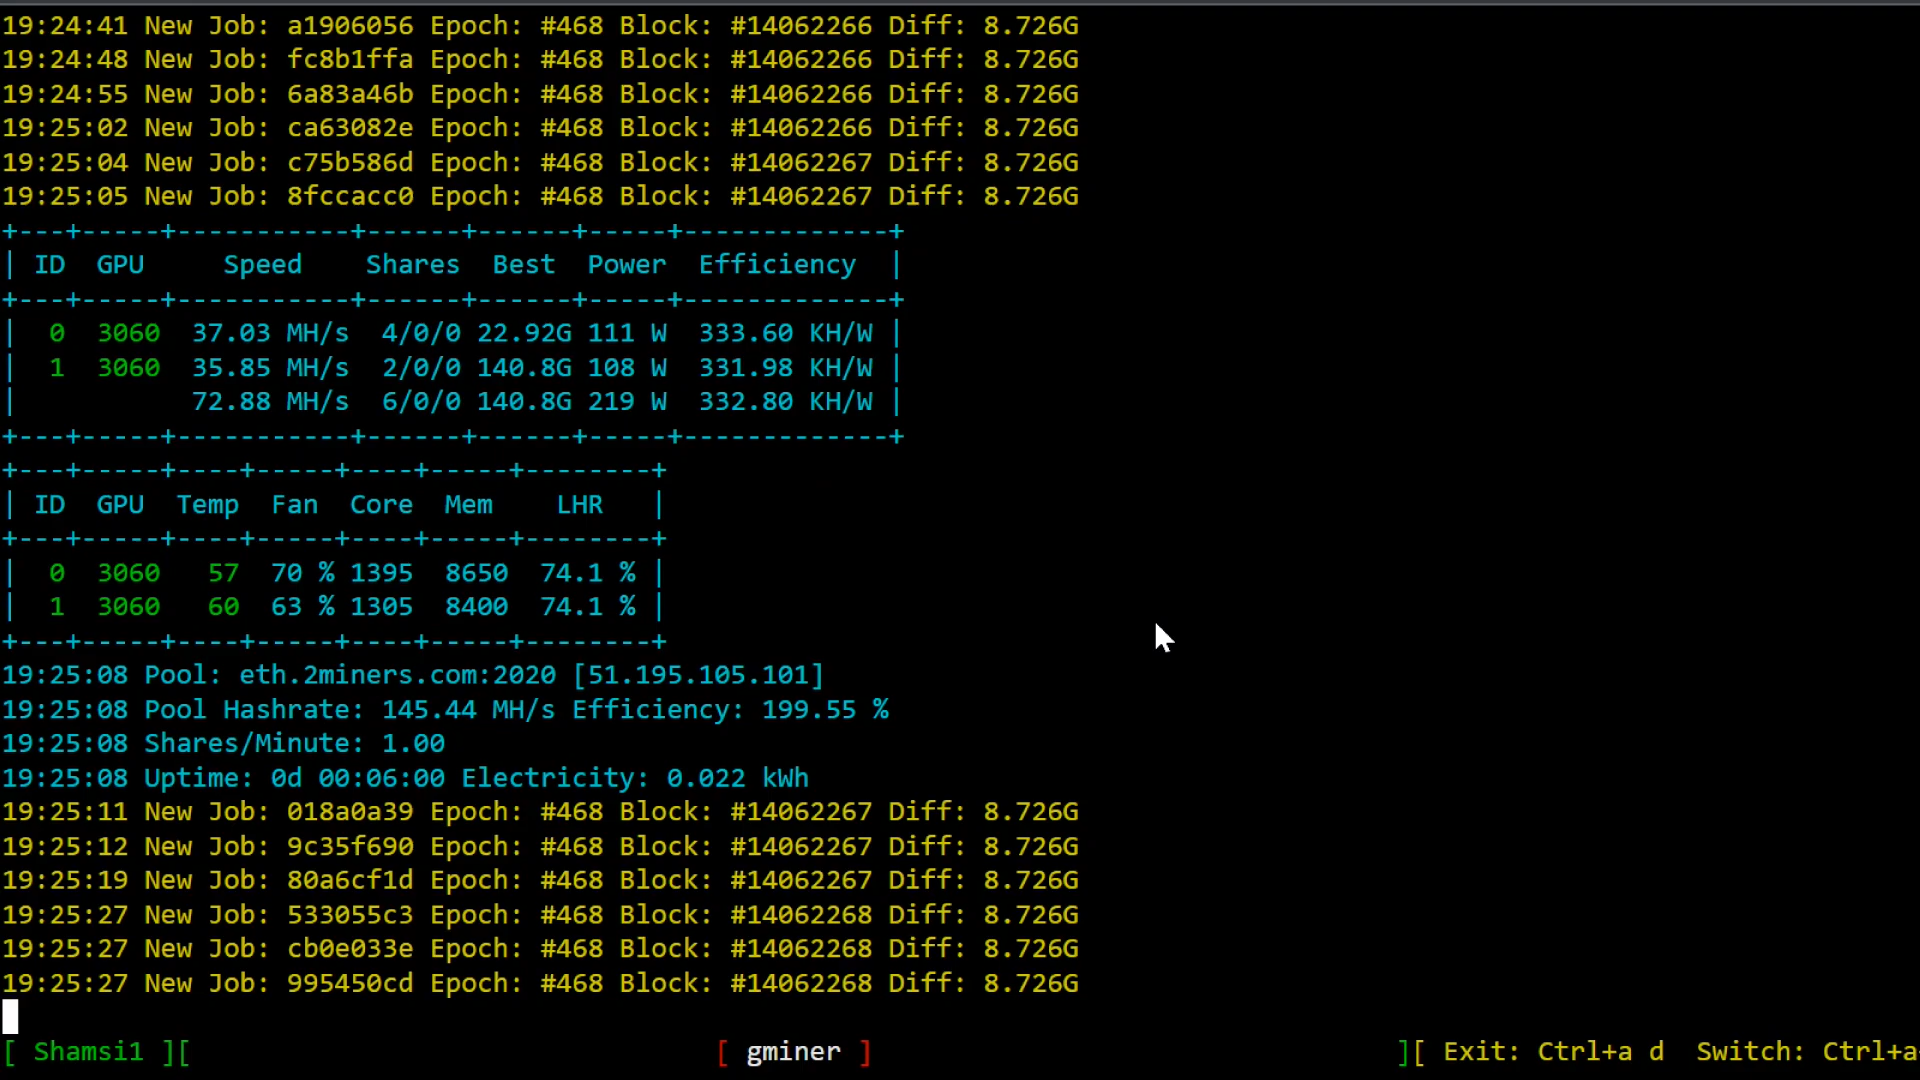 19:24:41 New Job: a1906056 Epoch: #468 Block: #14062266 Diff: 8.726G
19:24:48 New Job: fc8b1ffa Epoch: #468 Block: #14062266 Diff: 8.726G
19:24:55 New Job: 6a83a46b Epoch: #468 Block: #14062266 Diff: 8.726G
19:25:02 New Job: ca63082e Epoch: #468 Block: #14062266 Diff: 8.726G
19:25:04 New Job: c75b586d Epoch: #468 Block: #14062267 Diff: 8.726G
19:25:05 New Job: 8fccacc0 Epoch: #468 Block: #14062267 Diff: 8.726G
+---+-----+-----------+------+------+-----+-------------+
| ID  GPU     Speed    Shares  Best  Power  Efficiency  |
+---+-----+-----------+------+------+-----+-------------+
|  0  3060  37.03 MH/s  4/0/0 22.92G 111 W  333.60 KH/W |
|  1  3060  35.85 MH/s  2/0/0 140.8G 108 W  331.98 KH/W |
|           72.88 MH/s  6/0/0 140.8G 219 W  332.80 KH/W |
+---+-----+-----------+------+------+-----+-------------+
+---+-----+----+-----+----+-----+--------+
| ID  GPU  Temp  Fan  Core  Mem    LHR   |
+---+-----+----+-----+----+-----+--------+
|  0  3060   57  70 % 1395  8650  74.1 % |
|  1  3060   60  63 % 1305  8400  74.1 % |
+---+-----+----+-----+----+-----+--------+
19:25:08 Pool: eth.2miners.com:2020 [51.195.105.101]
19:25:08 Pool Hashrate: 145.44 MH/s Efficiency: 199.55 %
19:25:08 Shares/Minute: 1.00
19:25:08 Uptime: 0d 00:06:00 Electricity: 0.022 kWh
19:25:11 New Job: 018a0a39 Epoch: #468 Block: #14062267 Diff: 8.726G
19:25:12 New Job: 9c35f690 Epoch: #468 Block: #14062267 Diff: 8.726G
19:25:19 New Job: 80a6cf1d Epoch: #468 Block: #14062267 Diff: 8.726G
19:25:27 New Job: 533055c3 Epoch: #468 Block: #14062268 Diff: 8.726G
19:25:27 New Job: cb0e033e Epoch: #468 Block: #14062268 Diff: 8.726G
19:25:27 New Job: 995450cd Epoch: #468 Block: #14062268 Diff: 8.726G
[ Shamsi1 ][ [ gminer ] ][ Exit: Ctrl+a d  Switch: Ctrl+a